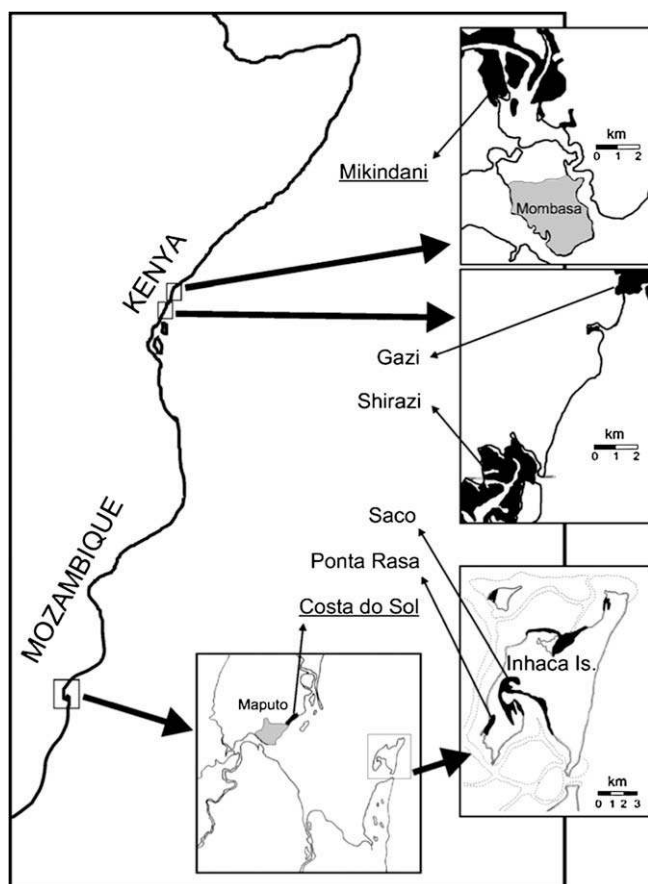 km
0 1 2
Mikindani
Mombasa
KENYA
Gazi
Shirazi
km
0 1 2
Saco
Ponta Rasa
Costa do Sol
MOZAMBIQUE
Inhaca Is.
Maputo
km
0 1 2 3